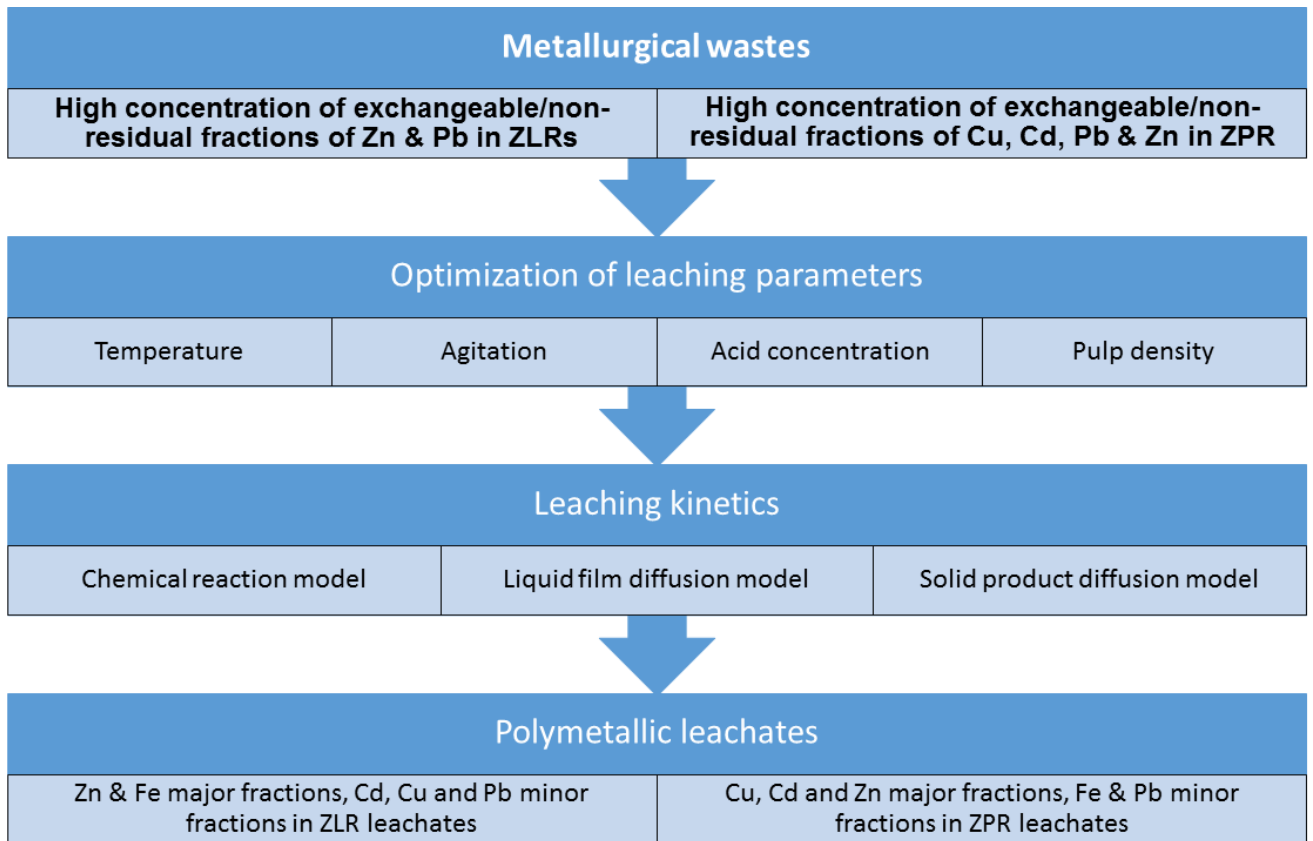 Metallurgical wastes
High concentration of exchangeable/non-
residual fractions of Zn & Pb in ZLRs
High concentration of exchangeable/non-
residual fractions of Cu, Cd, Pb & Zn in ZPR
Optimization of leaching parameters
Temperature
Agitation
Acid concentration
Pulp density
Leaching kinetics
Chemical reaction model
Liquid film diffusion model
Solid product diffusion model
Polymetallic leachates
Zn & Fe major fractions, Cd, Cu and Pb minor
fractions in ZLR leachates
Cu, Cd and Zn major fractions, Fe & Pb minor
fractions in ZPR leachates